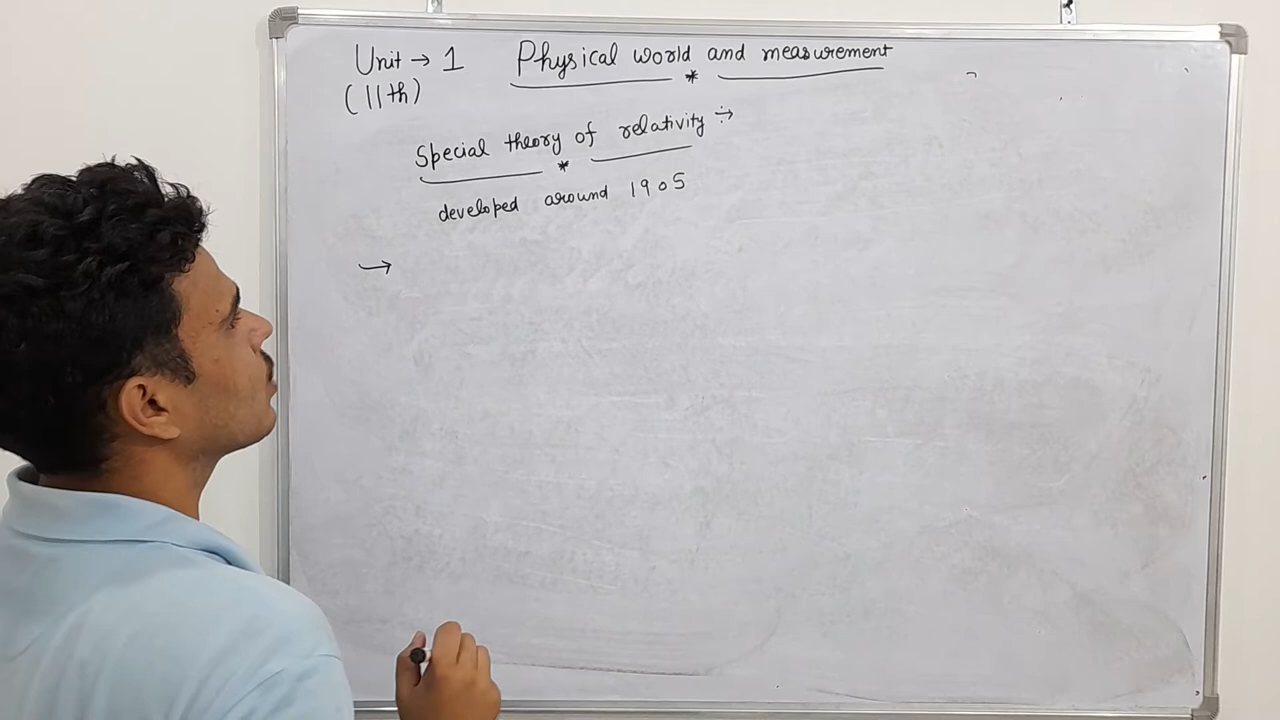 Unit → 1 Physical world and measurement
(11th)
Special theory of relativity ÷→
developed around 1905
→